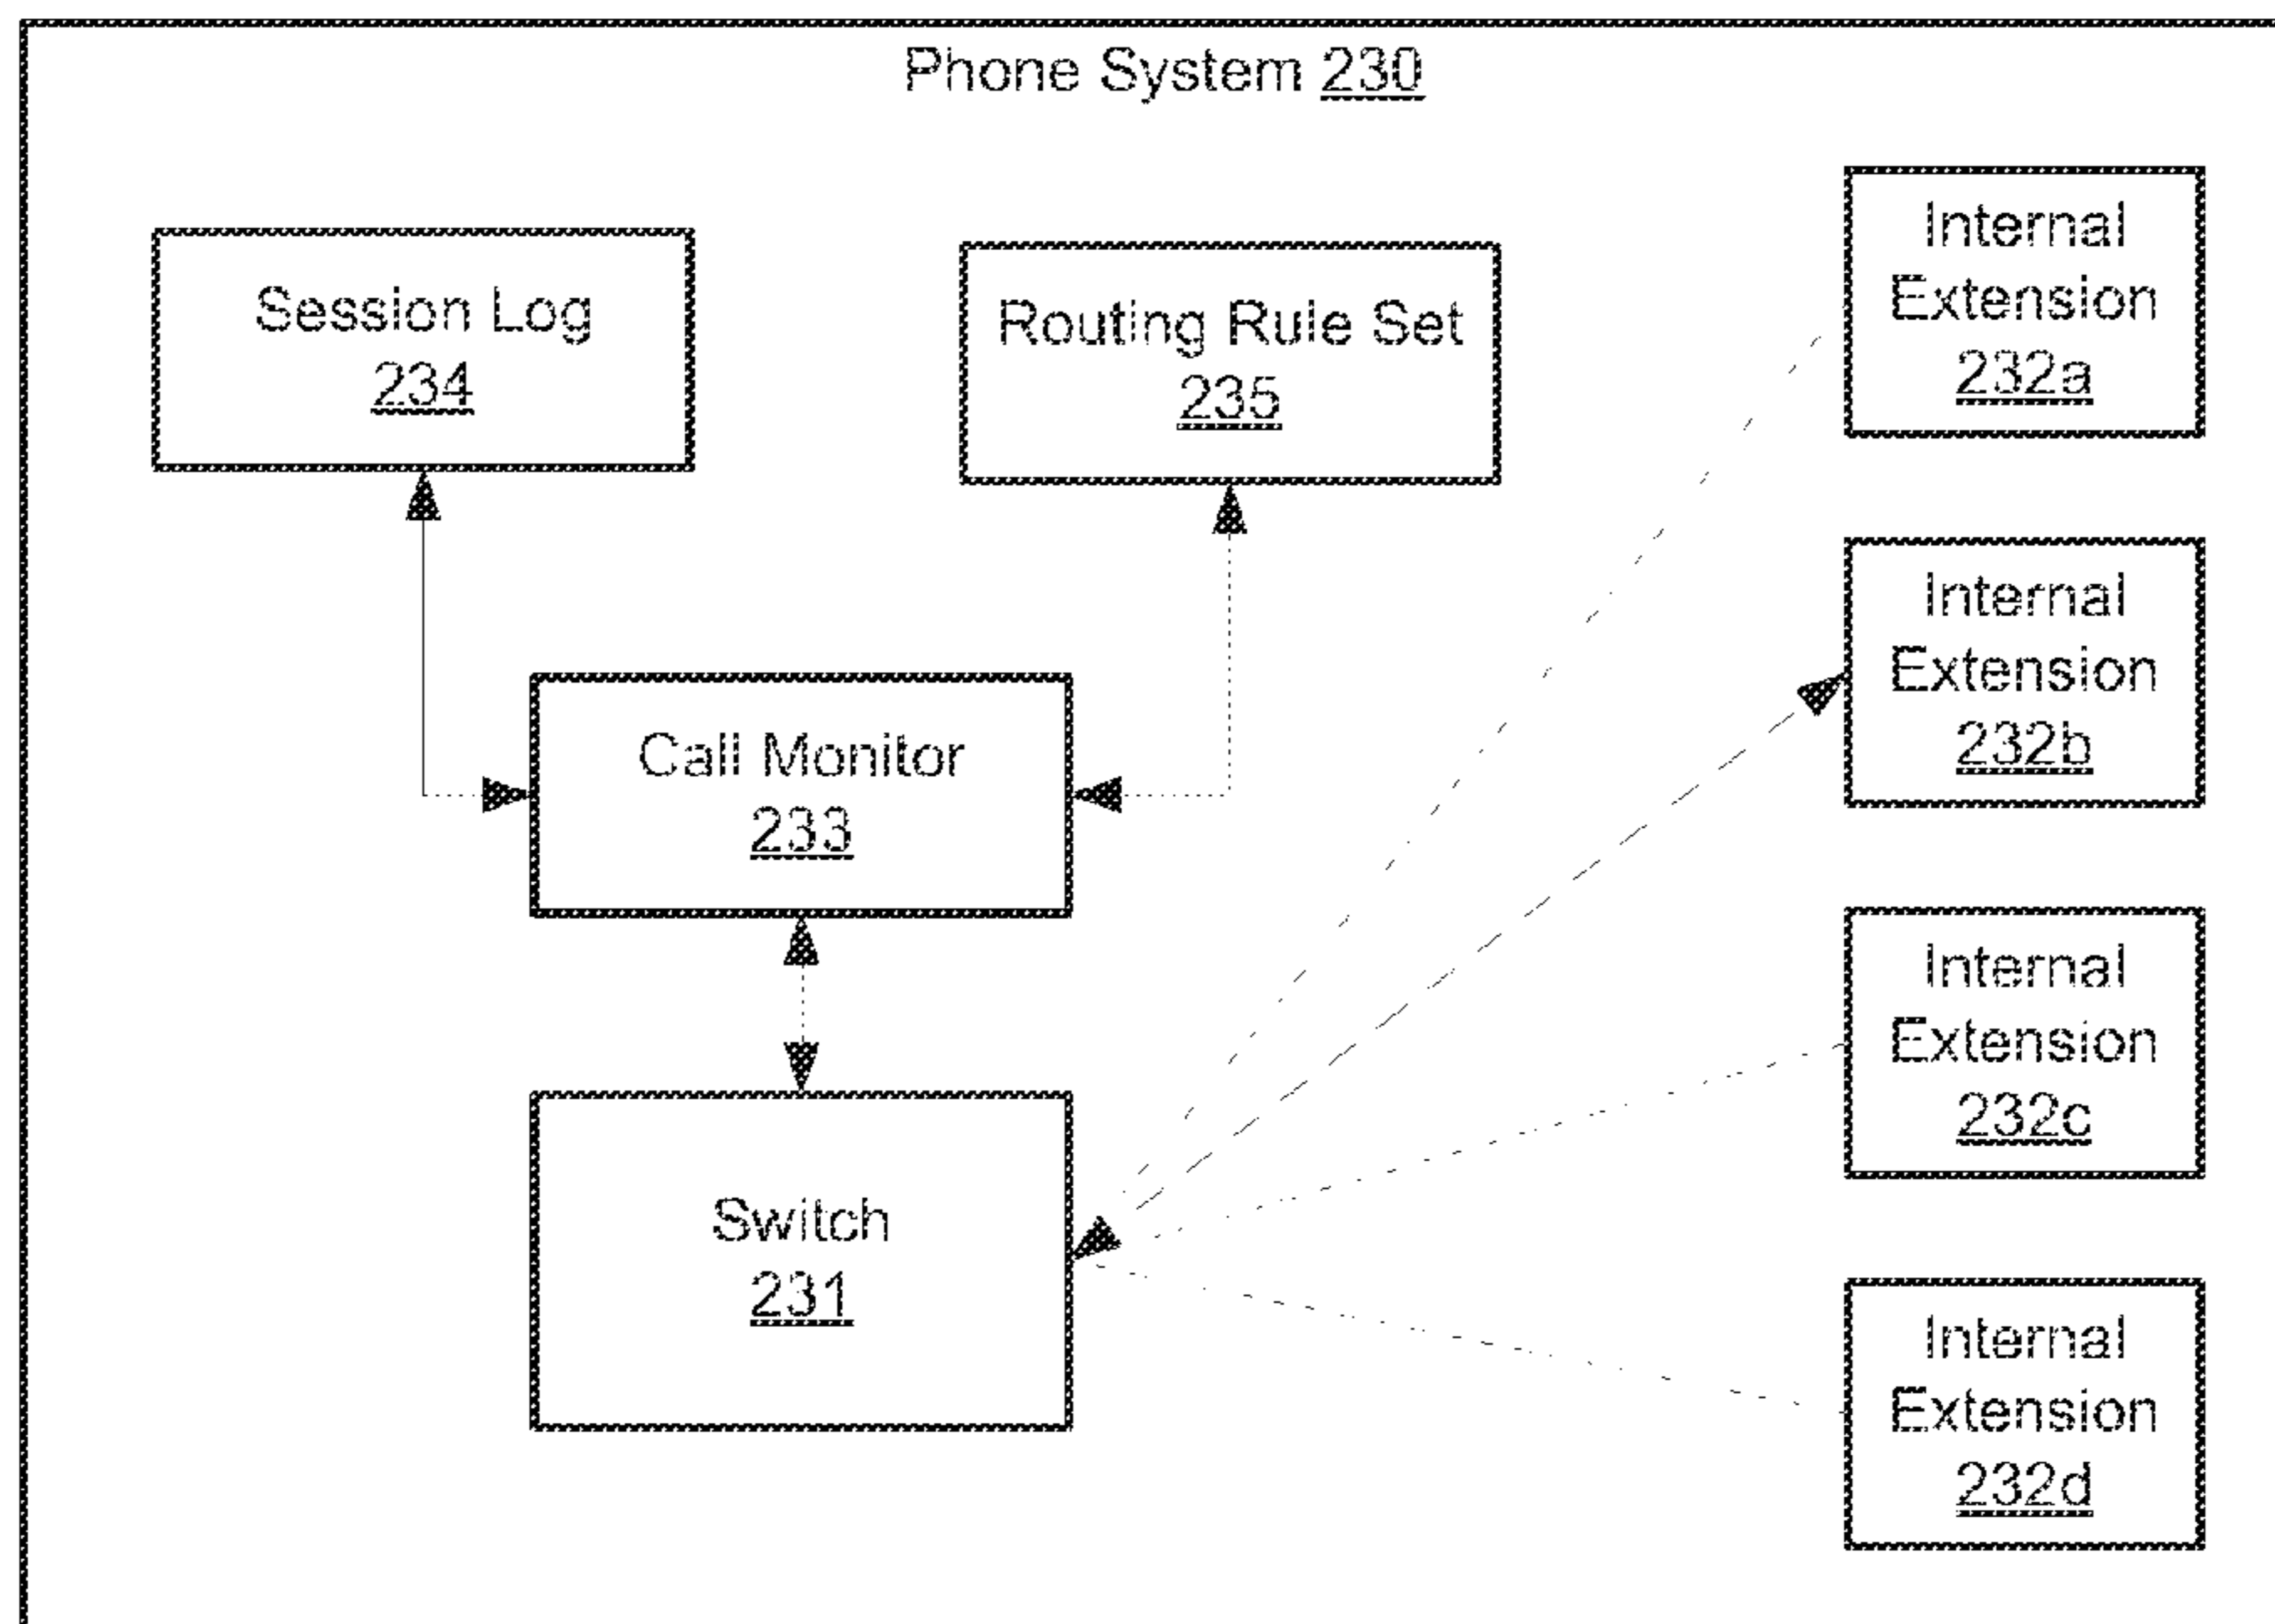 Phone System 230
Session Log
234
Routing Rule Set
235
Call Monitor
233
Switch
231
Internal
Extension
232a
Internal
Extension
232b
Internal
Extension
232c
Internal
Extension
232d